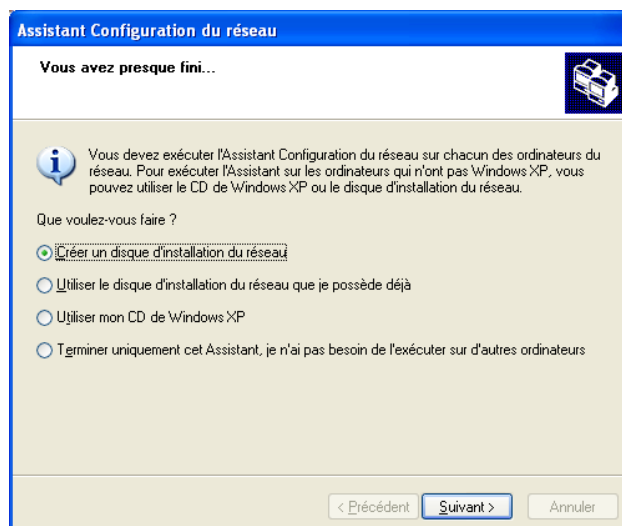 Assistant Configuration du réseau
Vous avez presque fini...
Vous devez exécuter l'Assistant Configuration du réseau sur chacun des ordinateurs du
réseau. Pour exécuter l'Assistant sur les ordinateurs qui n'ont pas Windows XP, vous
pouvez utiliser le CD de Windows XP ou le disque d'installation du réseau.
Que voulez-vous faire ?
Créer un disque d'installation du réseau
Utiliser le disque d'installation du réseau que je possède déjà
Utiliser mon CD de Windows XP
Terminer uniquement cet Assistant, je n'ai pas besoin de l'exécuter sur d'autres ordinateurs
< Précédent Suivant > Annuler